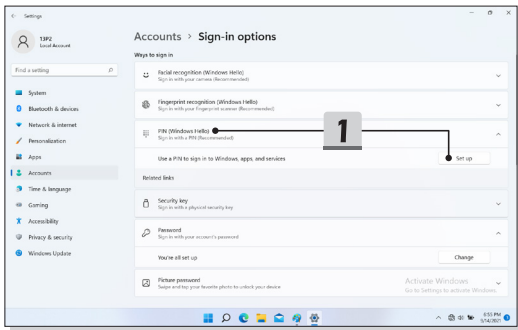 Settings
13P2
Local Account
Find a setting
System
Bluetooth & devices
Network & internet
Personalization
Apps
Accounts
Time & language
Gaming
Accessibility
Privacy & security
Windows Update
Accounts > Sign-in options
Ways to sign in
Facial recognition (Windows Hello)
Sign in with your camera (Recommended)
Fingerprint recognition (Windows Hello)
Sign in with your fingerprint scanner (Recommended)
PIN (Windows Hello)
Sign in with a PIN (Recommended)
1
Use a PIN to sign in to Windows, apps, and services
Set up
Related links
Security key
Sign in with a physical security key
Password
Sign in with your account's password
You're all set up
Change
Picture password
Swipe and tap your favorite photo to unlock your device
Activate Windows
Go to Settings to activate Windows.
6:55 PM